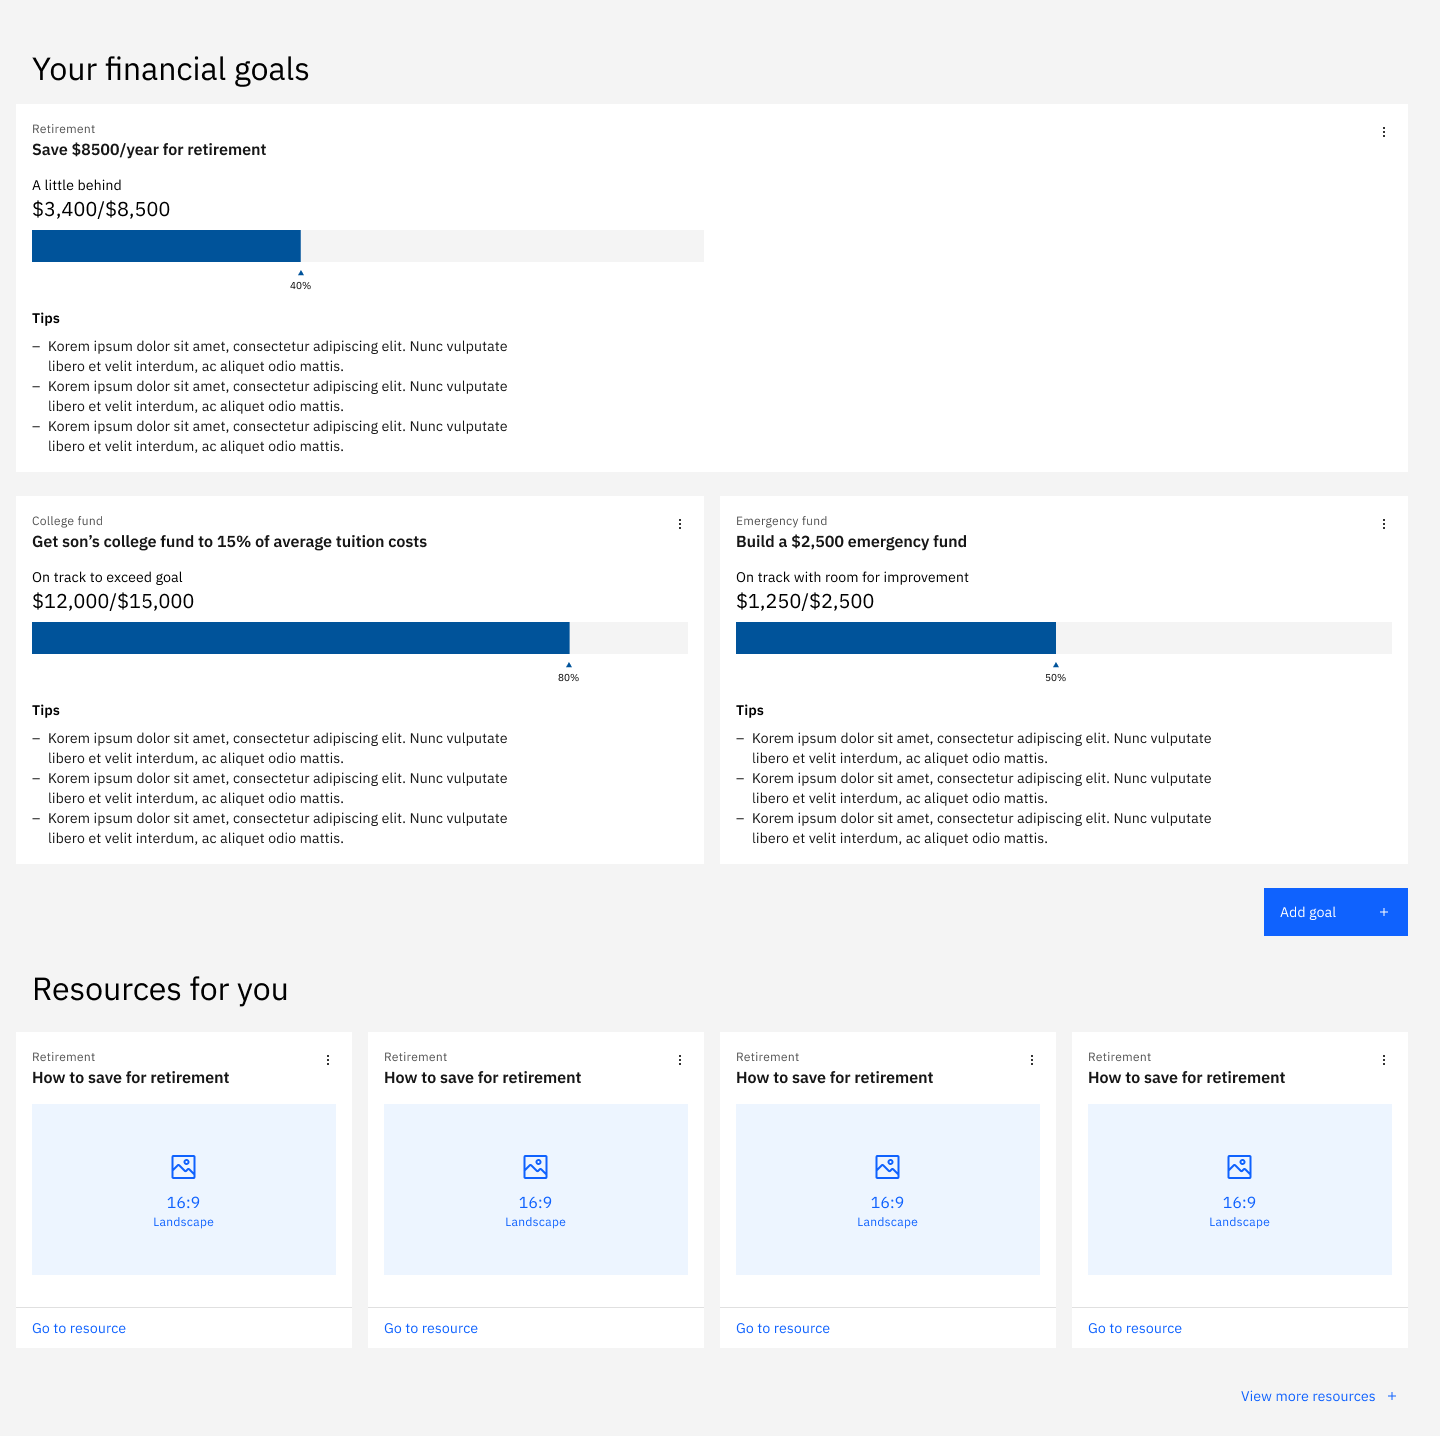 Your financial goals
Retirement
Save $8500/year for retirement
A little behind
$3,400/$8,500
40%
Tips
– Korem ipsum dolor sit amet, consectetur adipiscing elit. Nunc vulputate
libero et velit interdum, ac aliquet odio mattis.
– Korem ipsum dolor sit amet, consectetur adipiscing elit. Nunc vulputate
libero et velit interdum, ac aliquet odio mattis.
– Korem ipsum dolor sit amet, consectetur adipiscing elit. Nunc vulputate
libero et velit interdum, ac aliquet odio mattis.
College fund
Get son’s college fund to 15% of average tuition costs
On track to exceed goal
$12,000/$15,000
80%
Tips
– Korem ipsum dolor sit amet, consectetur adipiscing elit. Nunc vulputate
libero et velit interdum, ac aliquet odio mattis.
– Korem ipsum dolor sit amet, consectetur adipiscing elit. Nunc vulputate
libero et velit interdum, ac aliquet odio mattis.
– Korem ipsum dolor sit amet, consectetur adipiscing elit. Nunc vulputate
libero et velit interdum, ac aliquet odio mattis.
Emergency fund
Build a $2,500 emergency fund
On track with room for improvement
$1,250/$2,500
50%
Tips
– Korem ipsum dolor sit amet, consectetur adipiscing elit. Nunc vulputate
libero et velit interdum, ac aliquet odio mattis.
– Korem ipsum dolor sit amet, consectetur adipiscing elit. Nunc vulputate
libero et velit interdum, ac aliquet odio mattis.
– Korem ipsum dolor sit amet, consectetur adipiscing elit. Nunc vulputate
libero et velit interdum, ac aliquet odio mattis.
Add goal +
Resources for you
Retirement
How to save for retirement
16:9
Landscape
Go to resource
Retirement
How to save for retirement
16:9
Landscape
Go to resource
Retirement
How to save for retirement
16:9
Landscape
Go to resource
Retirement
How to save for retirement
16:9
Landscape
Go to resource
View more resources +